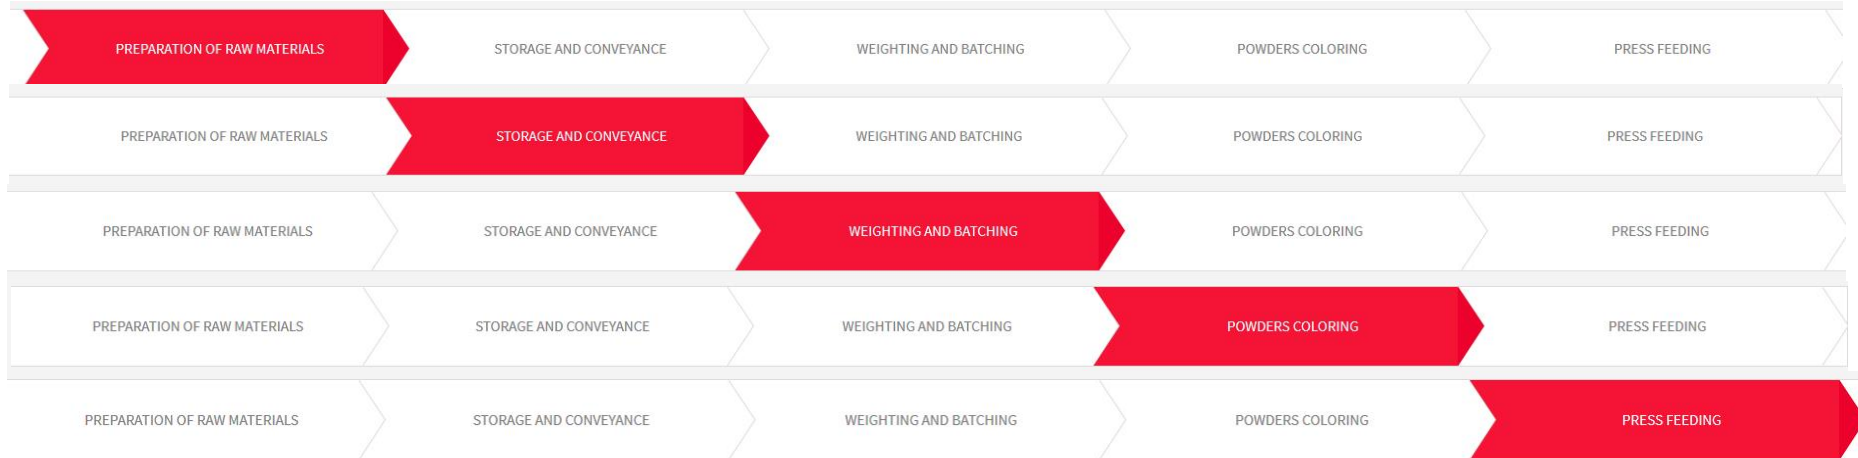 PREPARATION OF RAW MATERIALS STORAGE AND CONVEYANCE WEIGHTING AND BATCHING POWDERS COLORING PRESS FEEDING
PREPARATION OF RAW MATERIALS STORAGE AND CONVEYANCE WEIGHTING AND BATCHING POWDERS COLORING PRESS FEEDING
PREPARATION OF RAW MATERIALS STORAGE AND CONVEYANCE WEIGHTING AND BATCHING POWDERS COLORING PRESS FEEDING
PREPARATION OF RAW MATERIALS STORAGE AND CONVEYANCE WEIGHTING AND BATCHING POWDERS COLORING PRESS FEEDING
PREPARATION OF RAW MATERIALS STORAGE AND CONVEYANCE WEIGHTING AND BATCHING POWDERS COLORING PRESS FEEDING